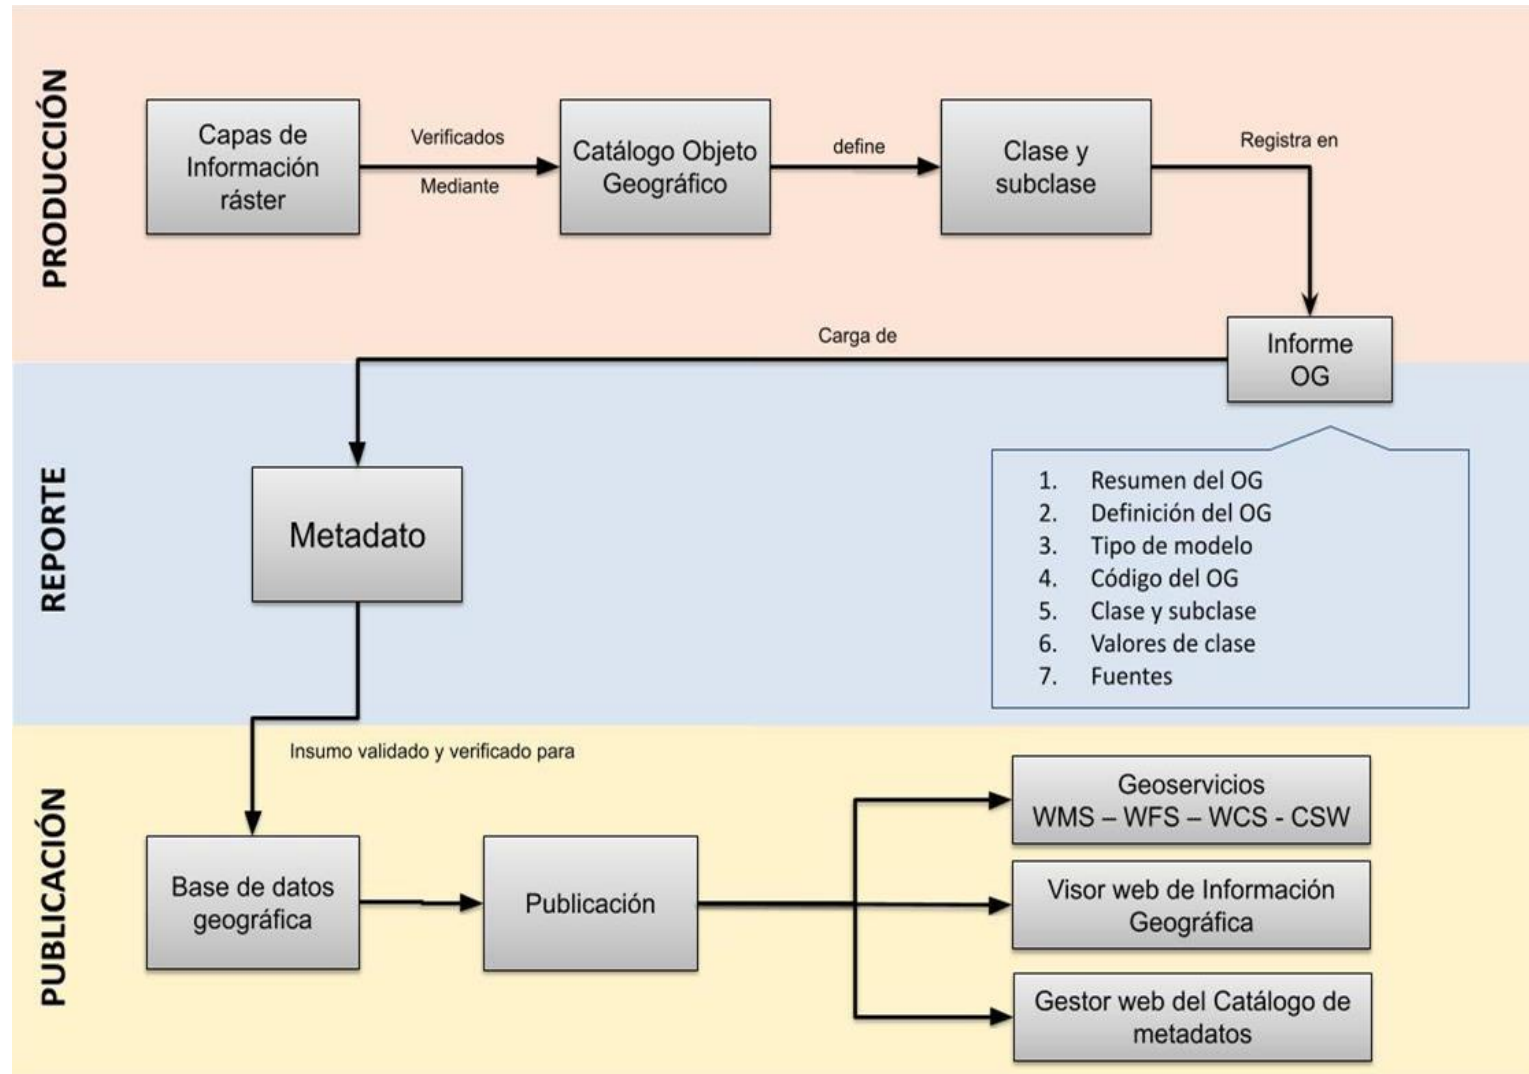 PRODUCCIÓN
Capas de
Información
ráster
Verificados
Mediante
Catálogo Objeto
Geográfico
define
Clase y
subclase
Registra en
Informe
OG
Carga de
REPORTE
Metadato
1. Resumen del OG
2. Definición del OG
3. Tipo de modelo
4. Código del OG
5. Clase y subclase
6. Valores de clase
7. Fuentes
PUBLICACIÓN
Insumo validado y verificado para
Base de datos
geográfica
Publicación
Geoservicios
WMS – WFS – WCS - CSW
Visor web de Información
Geográfica
Gestor web del Catálogo de
metadatos